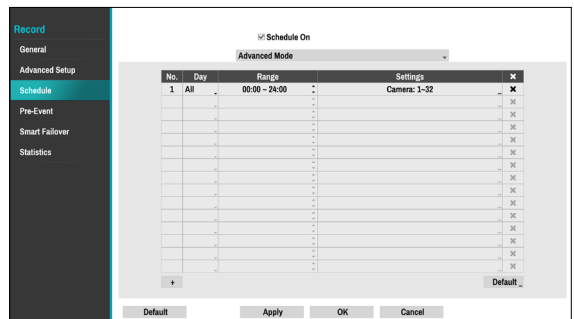 Record
General
Advanced Setup
Schedule
Pre-Event
Smart Failover
Statistics
Schedule On
Advanced Mode
No. Day Range Settings
1 All 00:00 ~ 24:00 Camera: 1~32
+ Default
Default Apply OK Cancel